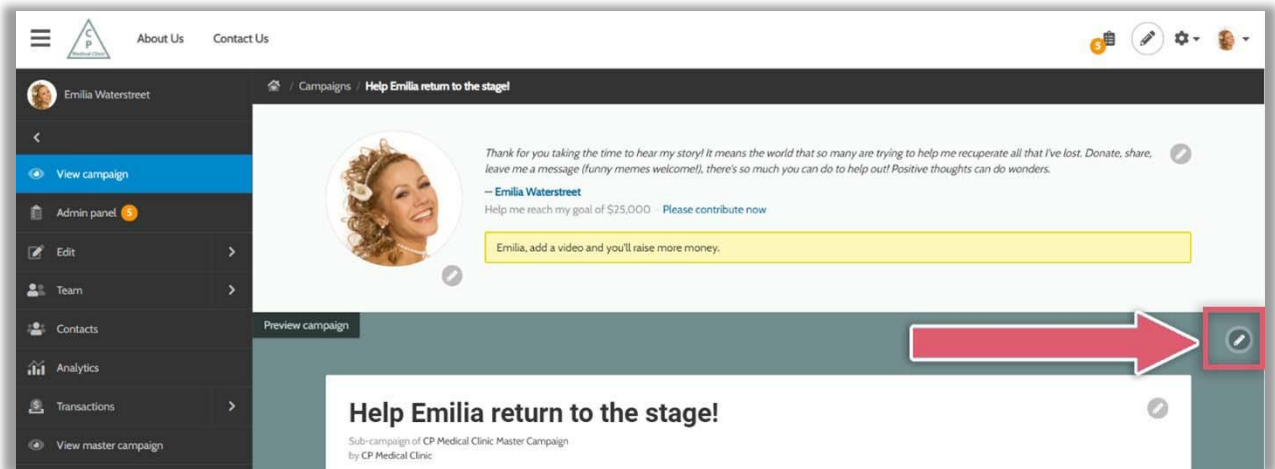 C
P
Medical Clinic
About Us
Contact Us
5
Emilia Waterstreet
/ Campaigns / Help Emilia return to the stage!
View campaign
Admin panel 5
Edit
Team
Contacts
Analytics
Transactions
View master campaign
Thank for you taking the time to hear my story! It means the world that so many are trying to help me recuperate all that I've lost. Donate, share,
leave me a message (funny memes welcome!), there's so much you can do to help out! Positive thoughts can do wonders.
— Emilia Waterstreet
Help me reach my goal of $25,000 · Please contribute now
Emilia, add a video and you'll raise more money.
Preview campaign
Help Emilia return to the stage!
Sub-campaign of CP Medical Clinic Master Campaign
by CP Medical Clinic